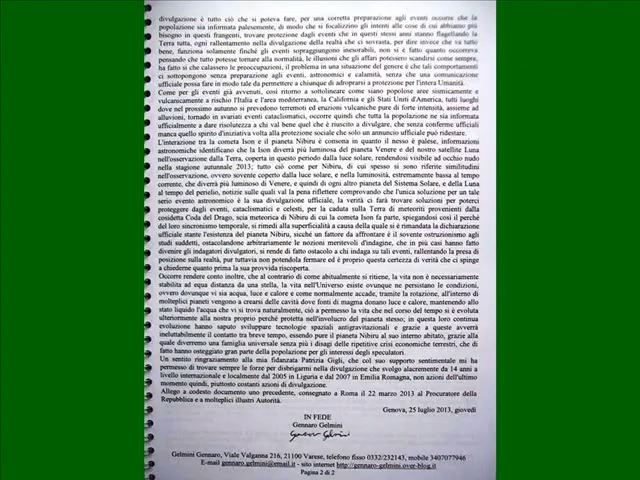 divulgazione è tutto ciò che si poteva fare, per una corretta preparazione agli eventi occorre che la
popolazione sia informata palesemente, di modo che si focalizzino gli intenti alle cose di cui abbiamo più
bisogno in questi frangenti, trovare protezione dagli eventi che in questi stessi anni stanno flagellando la
Terra tutta, ogni rallentamento nella divulgazione della realtà che ci sovrasta, per dire invece che va tutto
bene, funziona solamente finché gli eventi sopraggiungono inesorabili, non si è fatto quanto occorreva
pensando che tutto potesse tornare alla normalità, le illusioni che gli affari potessero scandirsi come sempre,
ha fatto sì che calassero le preoccupazioni, il problema in una situazione del genere è che tali comportamenti
ci sottopongono senza preparazione agli eventi, astronomici e calamità, senza che una comunicazione
ufficiale possa fare in modo tale da permettere a chiunque di adoprarsi a protezione per l'intera Umanità.
Come per gli eventi già avvenuti, così ritorno a sottolineare come siano popolose aree sismicamente e
vulcanicamente a rischio l'Italia e l'area mediterranea, la California e gli Stati Uniti d'America, tutti luoghi
dove nel prossimo autunno si prevedono terremoti ed eruzioni vulcaniche pure di forte intensità, assieme ad
alluvioni, tornado in svariati eventi cataclismatici, occorre quindi che tutta la popolazione ne sia informata
ufficialmente a dare risolutezza a chi val bene quel che è riuscito a divulgare, che senza conferme ufficiali
manca quello spirito d'iniziativa volta alla protezione sociale che solo un annuncio ufficiale può ridestare.
L'interazione tra la cometa Ison e il pianeta Nibiru è consona in quanto il nesso è palese, informazioni
astronomiche identificano che la Ison diverrà più luminosa del pianeta Venere e del nostro satellite Luna
nell'osservazione dalla Terra, coperta in questo periodo dalla luce solare, rendendosi visibile ad occhio nudo
nella stagione autunnale 2013; tutto ciò come per Nibiru, di cui spesso si sono riferite similitudini
nell'osservazione, ovvero sovente coperto dalla luce solare, e nella luminosità, estremamente bassa al tempo
corrente, che diverrà più luminoso di Venere, e quindi di ogni altro pianeta del Sistema Solare, e della Luna
al tempo del perielio, notizie sulle quali val la pena riflettere comprovando che l'unica soluzione per un tale
serio evento astronomico è la sua divulgazione ufficiale, la verità ci farà trovare soluzioni per poterci
proteggere dagli eventi, cataclismatici e celesti, per la caduta sulla Terra di meteoriti provenienti dalla
cosidetta Coda del Drago, scia meteorica di Nibiru di cui la cometa Ison fa parte, spiegandosi così il perché
del loro sincronismo temporale, si rimedi alla superficialità a causa della quale si è rimandata la dichiarazione
ufficiale stante l'esistenza del pianeta Nibiru, sicché un fattore da affrontare è il sovente ostruzionismo agli
studi suddetti, ostacolandone arbitrariamente le nozioni meritevoli d'indagine, che in più casi hanno fatto
divenire gli indagatori divulgatori, si rende di fatto ostacolo a chi indaga su tali eventi, rallentando la presa di
posizione sulla realtà, pur tuttavia non potendola fermare ed è proprio questa certezza di verità che ci spinge
a chiederne quanto prima la sua provvida riscoperta.
Occorre rendere conto inoltre, che al contrario di come abitualmente si ritiene, la vita non è necessariamente
stabilita ad equa distanza di una stella, la vita nell'Universo esiste ovunque ne persistano le condizioni,
ovvero dovunque vi sia acqua, luce e calore e come normalmente accade, tramite la rotazione, all'interno di
molteplici pianeti vengono a crearsi delle cavità dove fonti di magma donano luce e calore, mantenendo allo
stato liquido l'acqua che vi si trova naturalmente, ciò a permesso la vita che nel corso del tempo si è evoluta
ulteriormente alla nostra proprio perché protetta nell'involucro del pianeta stesso; in questa loro continua
evoluzione hanno saputo sviluppare tecnologie spaziali antigravitazionali e grazie a queste avverrà
ineluttabilmente il contatto tra breve tempo, essendo pure il pianeta Nibiru al suo interno abitato, grazie alla
quale diverremo una famiglia universale senza più i disagi delle ripetitive crisi economiche terrestri, che di
fatto hanno osteggiato gran parte della popolazione per gli interessi degli speculatori.
Un sentito ringraziamento alla mia fidanzata Patrizia Gigli, che col suo supporto sentimentale mi ha
permesso di trovare sempre le forze per disbrigarmi nella divulgazione che svolgo alacremente da 14 anni a
livello internazionale e localmente dal 2005 in Liguria e dal 2007 in Emilia Romagna, non azioni dell'ultimo
momento quindi, piuttosto costanti azioni di divulgazione.
Allego a codesto documento uno precedente, consegnato a Roma il 22 marzo 2013 al Procuratore della
Repubblica e a molteplici illustri Autorità.
Genova, 25 luglio 2013, giovedì
IN FEDE
Gennaro Gelmini
Gennaro Gelmini
Gelmini Gennaro, Viale Valganna 216, 21100 Varese, telefono fisso 0332/232143, mobile 3407077946
E-mail gennaro.gelmini@email.it - sito internet http://gennaro-gelmini.over-blog.it
Pagina 2 di 2